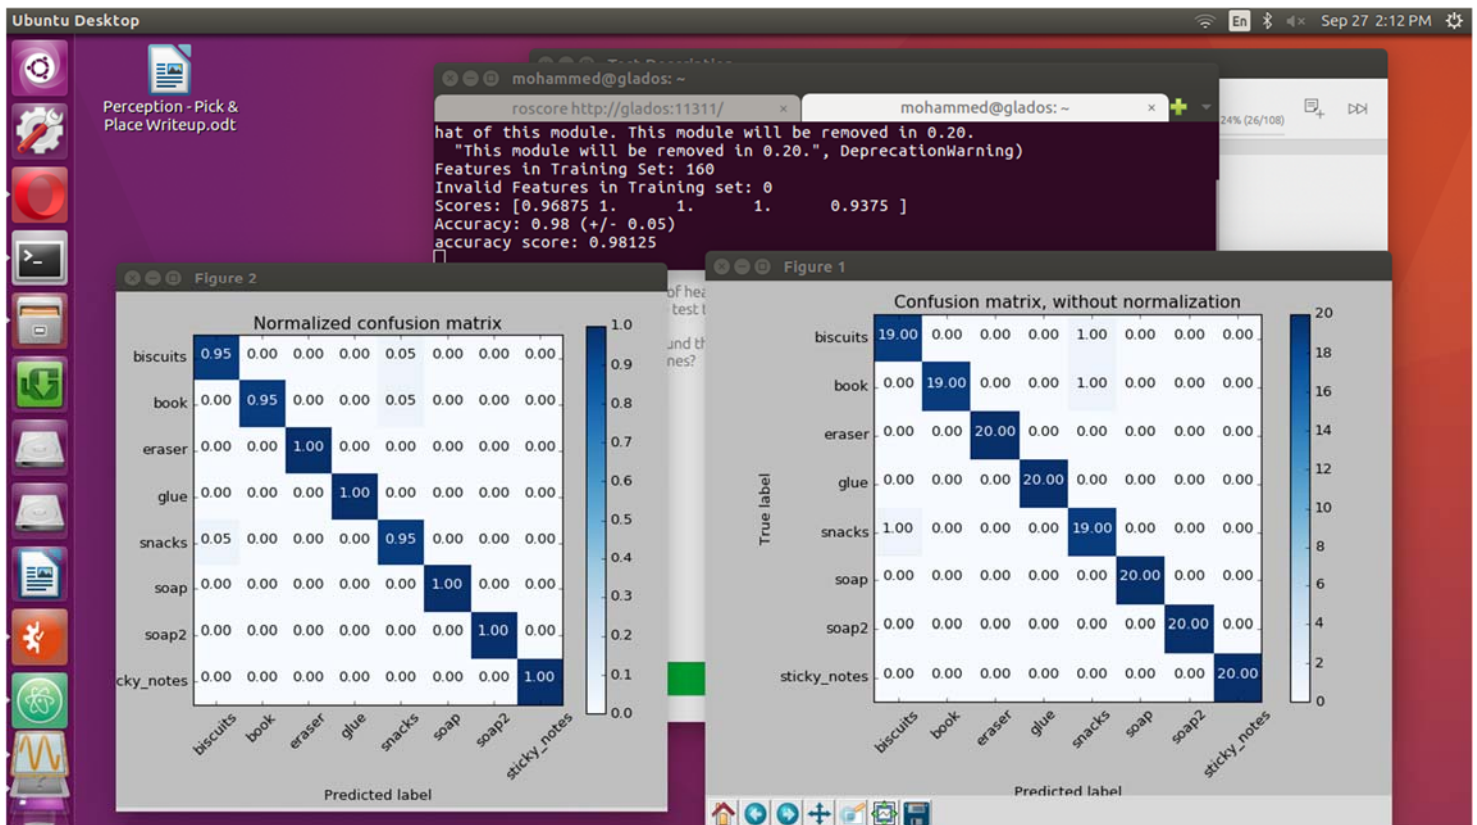 Ubuntu Desktop
En
Sep 27 2:12 PM
Perception - Pick &
Place Writeup.odt
mohammed@glados: ~
roscore http://glados:11311/ ×
mohammed@glados: ~ ×
24% (26/108)
hat of this module. This module will be removed in 0.20.
"This module will be removed in 0.20.", DeprecationWarning)
Features in Training Set: 160
Invalid Features in Training set: 0
Scores: [0.96875 1. 1. 1. 0.9375 ]
Accuracy: 0.98 (+/- 0.05)
accuracy score: 0.98125
of hea
test t
und th
nes?
Figure 2
Normalized confusion matrix
biscuits 0.95 0.00 0.00 0.00 0.05 0.00 0.00 0.00
book 0.00 0.95 0.00 0.00 0.05 0.00 0.00 0.00
eraser 0.00 0.00 1.00 0.00 0.00 0.00 0.00 0.00
glue 0.00 0.00 0.00 1.00 0.00 0.00 0.00 0.00
snacks 0.05 0.00 0.00 0.00 0.95 0.00 0.00 0.00
soap 0.00 0.00 0.00 0.00 0.00 1.00 0.00 0.00
soap2 0.00 0.00 0.00 0.00 0.00 0.00 1.00 0.00
cky_notes 0.00 0.00 0.00 0.00 0.00 0.00 0.00 1.00
biscuits book eraser glue snacks soap soap2 sticky_notes
Predicted label
1.0
0.9
0.8
0.7
0.6
0.5
0.4
0.3
0.2
0.1
0.0
Figure 1
Confusion matrix, without normalization
True label
biscuits 19.00 0.00 0.00 0.00 1.00 0.00 0.00 0.00
book 0.00 19.00 0.00 0.00 1.00 0.00 0.00 0.00
eraser 0.00 0.00 20.00 0.00 0.00 0.00 0.00 0.00
glue 0.00 0.00 0.00 20.00 0.00 0.00 0.00 0.00
snacks 1.00 0.00 0.00 0.00 19.00 0.00 0.00 0.00
soap 0.00 0.00 0.00 0.00 0.00 20.00 0.00 0.00
soap2 0.00 0.00 0.00 0.00 0.00 0.00 20.00 0.00
sticky_notes 0.00 0.00 0.00 0.00 0.00 0.00 0.00 20.00
biscuits book eraser glue snacks soap soap2 sticky_notes
Predicted label
20
18
16
14
12
10
8
6
4
2
0